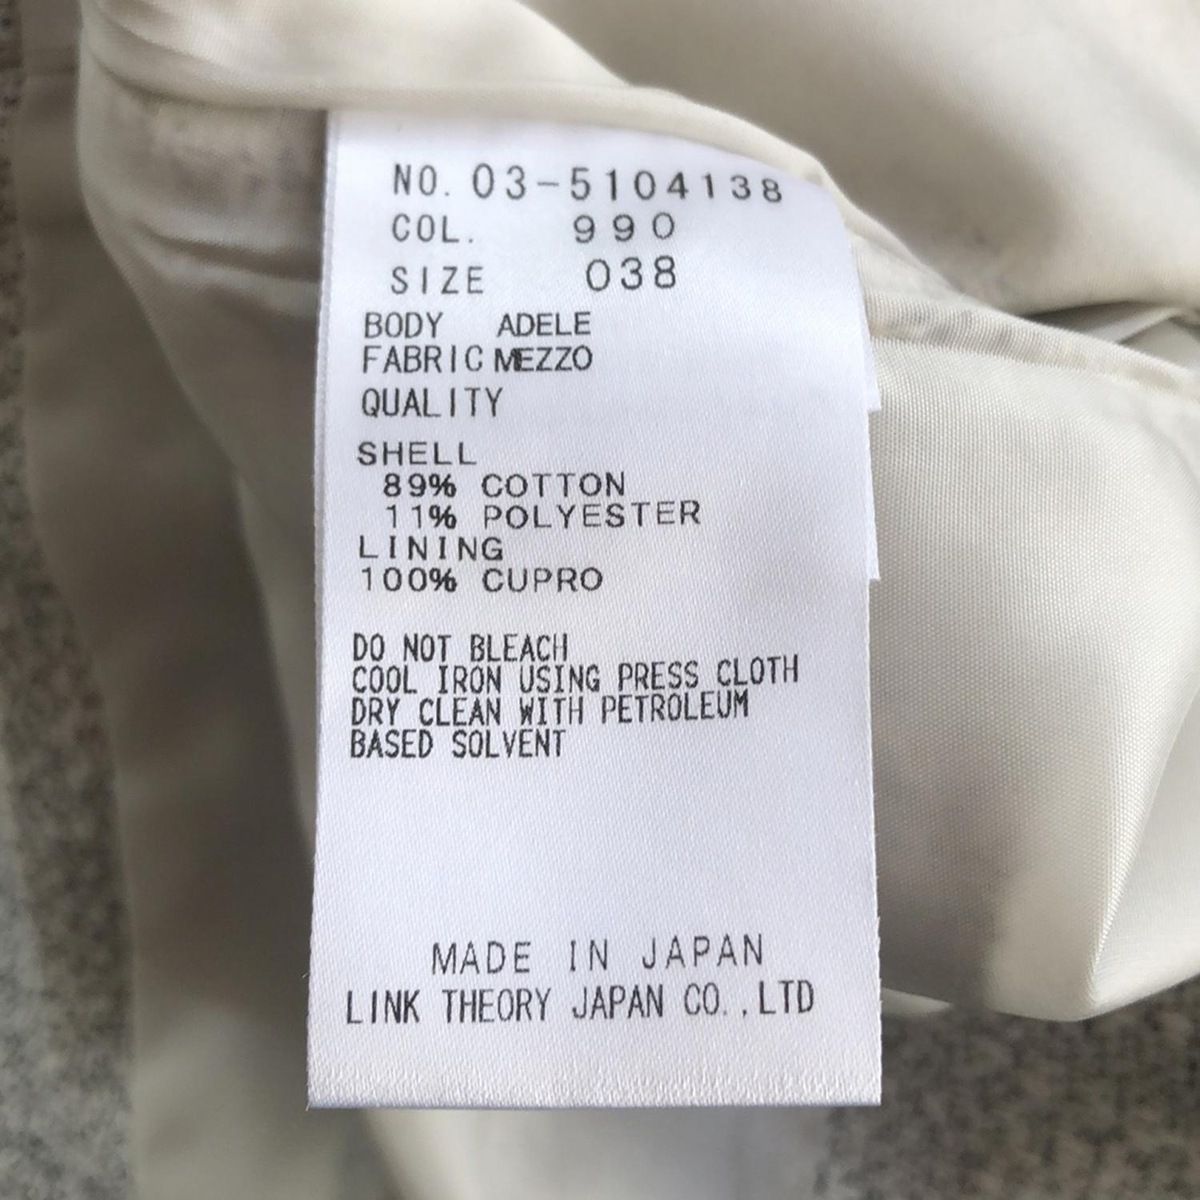 NO. 03-5104138
COL. 990
SIZE 038
BODY ADELE
FABRIC MEZZO
QUALITY
SHELL
89% COTTON
11% POLYESTER
LINING
100% CUPRO
DO NOT BLEACH
COOL IRON USING PRESS CLOTH
DRY CLEAN WITH PETROLEUM
BASED SOLVENT
MADE IN JAPAN
LINK THEORY JAPAN CO.,LTD